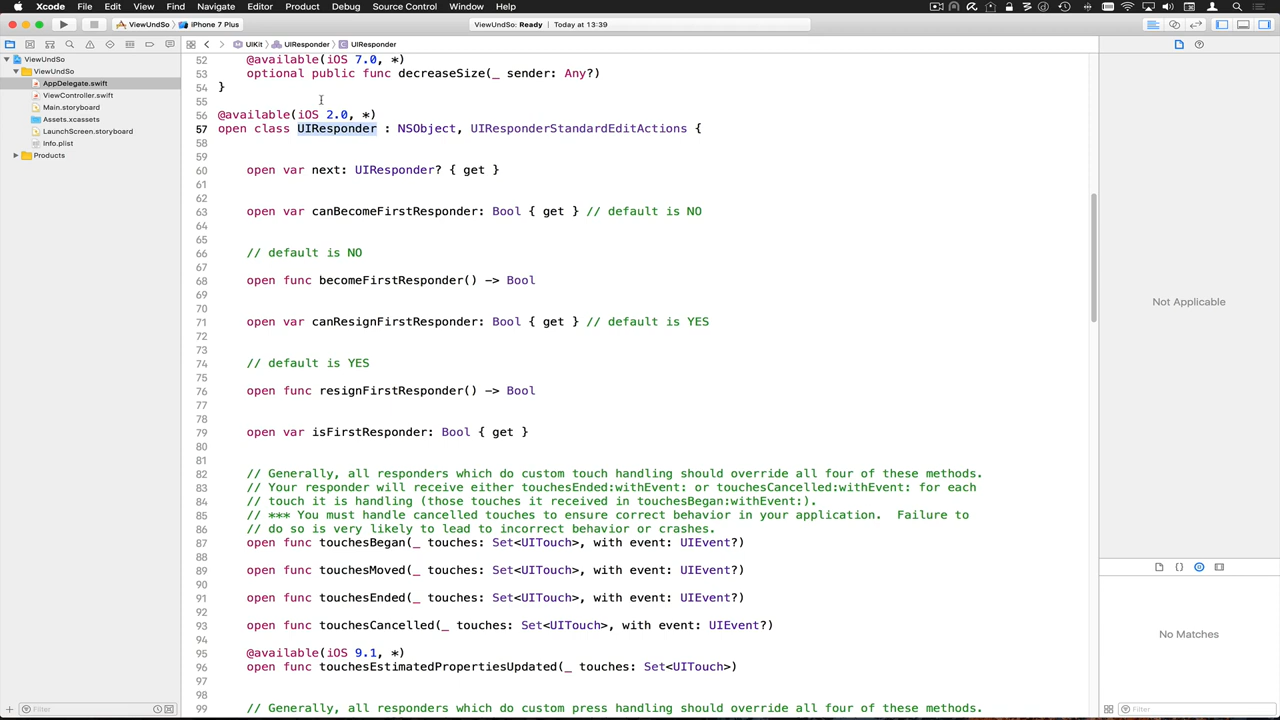 Xcode File Edit View Find Navigate Editor Product Debug Source Control Window Help
ViewUndSo iPhone 7 Plus ViewUndSo: Ready Today at 13:39
UIKit UIResponder UIResponder
ViewUndSo
ViewUndSo
AppDelegate.swift
ViewController.swift
Main.storyboard
Assets.xcassets
LaunchScreen.storyboard
Info.plist
Products
Filter
52 @available(iOS 7.0, *)
53 optional public func decreaseSize(_ sender: Any?)
54 }
55
56 @available(iOS 2.0, *)
57 open class UIResponder : NSObject, UIResponderStandardEditActions {
58
59
60 open var next: UIResponder? { get }
61
62
63 open var canBecomeFirstResponder: Bool { get } // default is NO
64
65
66 // default is NO
67
68 open func becomeFirstResponder() -> Bool
69
70
71 open var canResignFirstResponder: Bool { get } // default is YES
72
73
74 // default is YES
75
76 open func resignFirstResponder() -> Bool
77
78
79 open var isFirstResponder: Bool { get }
80
81
82 // Generally, all responders which do custom touch handling should override all four of these methods.
83 // Your responder will receive either touchesEnded:withEvent: or touchesCancelled:withEvent: for each
84 // touch it is handling (those touches it received in touchesBegan:withEvent:).
85 // *** You must handle cancelled touches to ensure correct behavior in your application. Failure to
86 // do so is very likely to lead to incorrect behavior or crashes.
87 open func touchesBegan(_ touches: Set<UITouch>, with event: UIEvent?)
88
89 open func touchesMoved(_ touches: Set<UITouch>, with event: UIEvent?)
90
91 open func touchesEnded(_ touches: Set<UITouch>, with event: UIEvent?)
92
93 open func touchesCancelled(_ touches: Set<UITouch>, with event: UIEvent?)
94
95 @available(iOS 9.1, *)
96 open func touchesEstimatedPropertiesUpdated(_ touches: Set<UITouch>)
97
98
99 // Generally, all responders which do custom press handling should override all four of these methods.
Not Applicable
No Matches
Filter